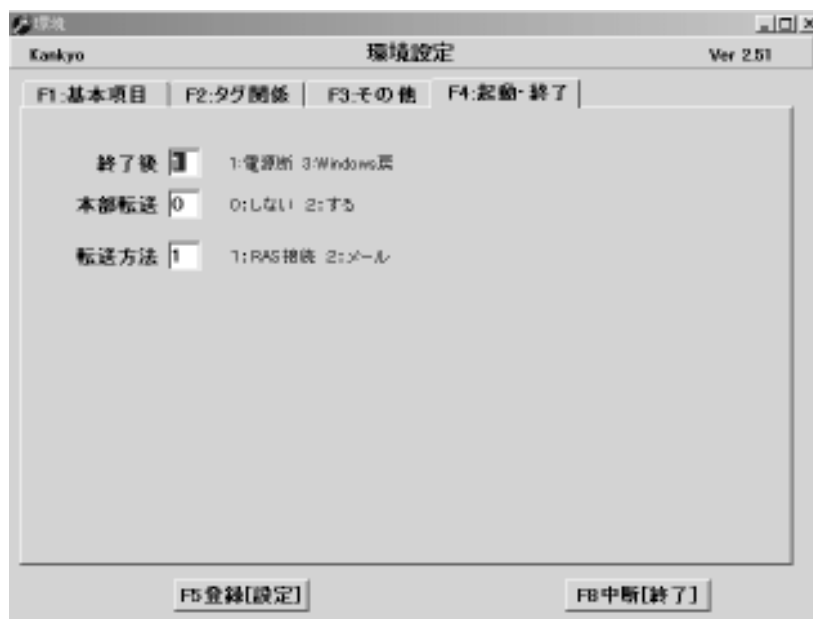 環境
Kankyo 環境設定 Ver 2.51
F1:基本項目 F2:タグ関係 F3:その他 F4:起動・終了
終了後 1:電源断 3:Windows戻
本部転送 0 0:しない 2:する
転送方法 1 1:RAS接続 2:メール
F5登録[設定] F8中断[終了]